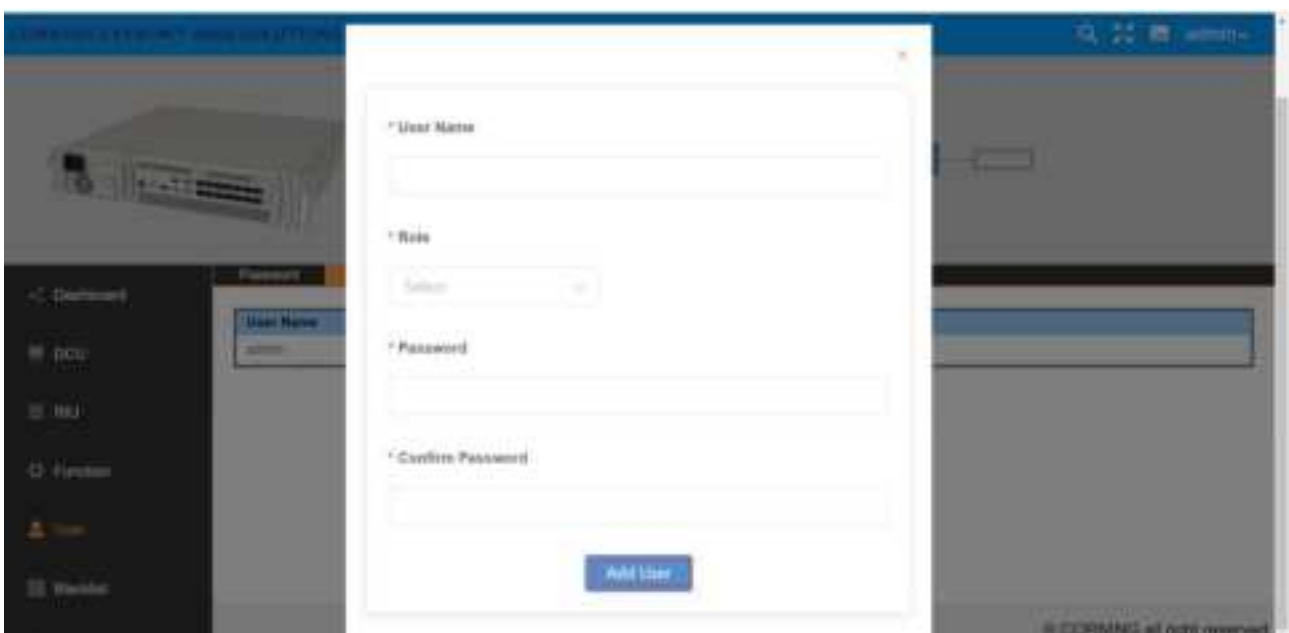 admin
* User Name
* Role
Select
Password
Dashboard
User Name
admin
* Password
DCU
* Confirm Password
Function
User
Add User
© CORNING all right reserved